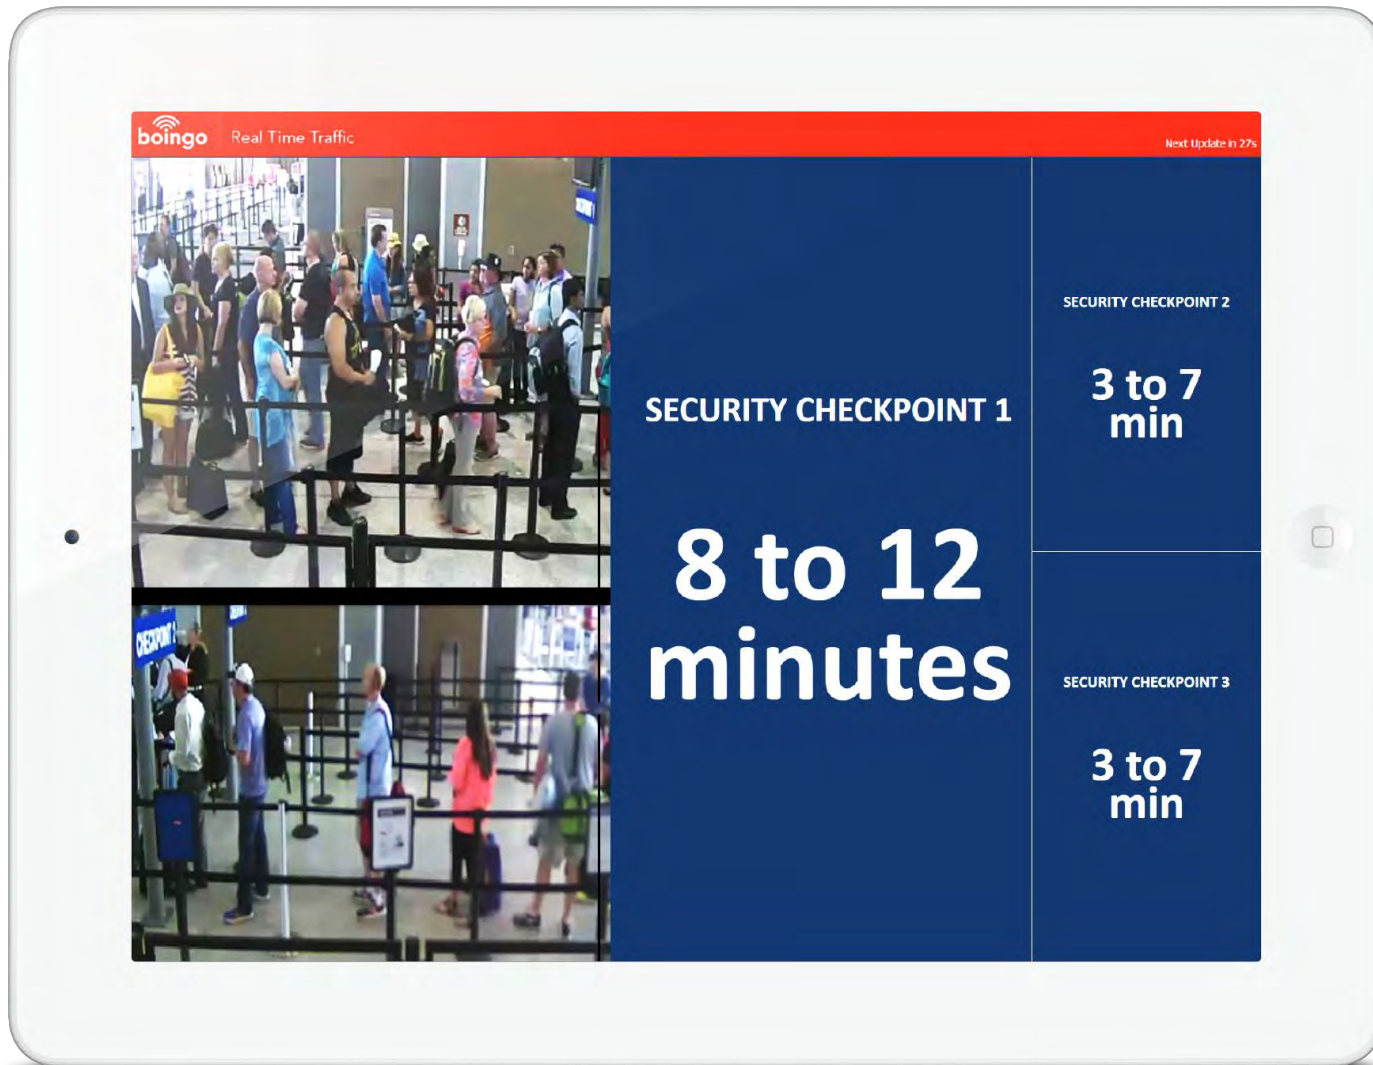 boingo
Real Time Traffic
Next Update in 27s
SECURITY CHECKPOINT 1
8 to 12
minutes
SECURITY CHECKPOINT 2
3 to 7
min
SECURITY CHECKPOINT 3
3 to 7
min
CHECKPOINT